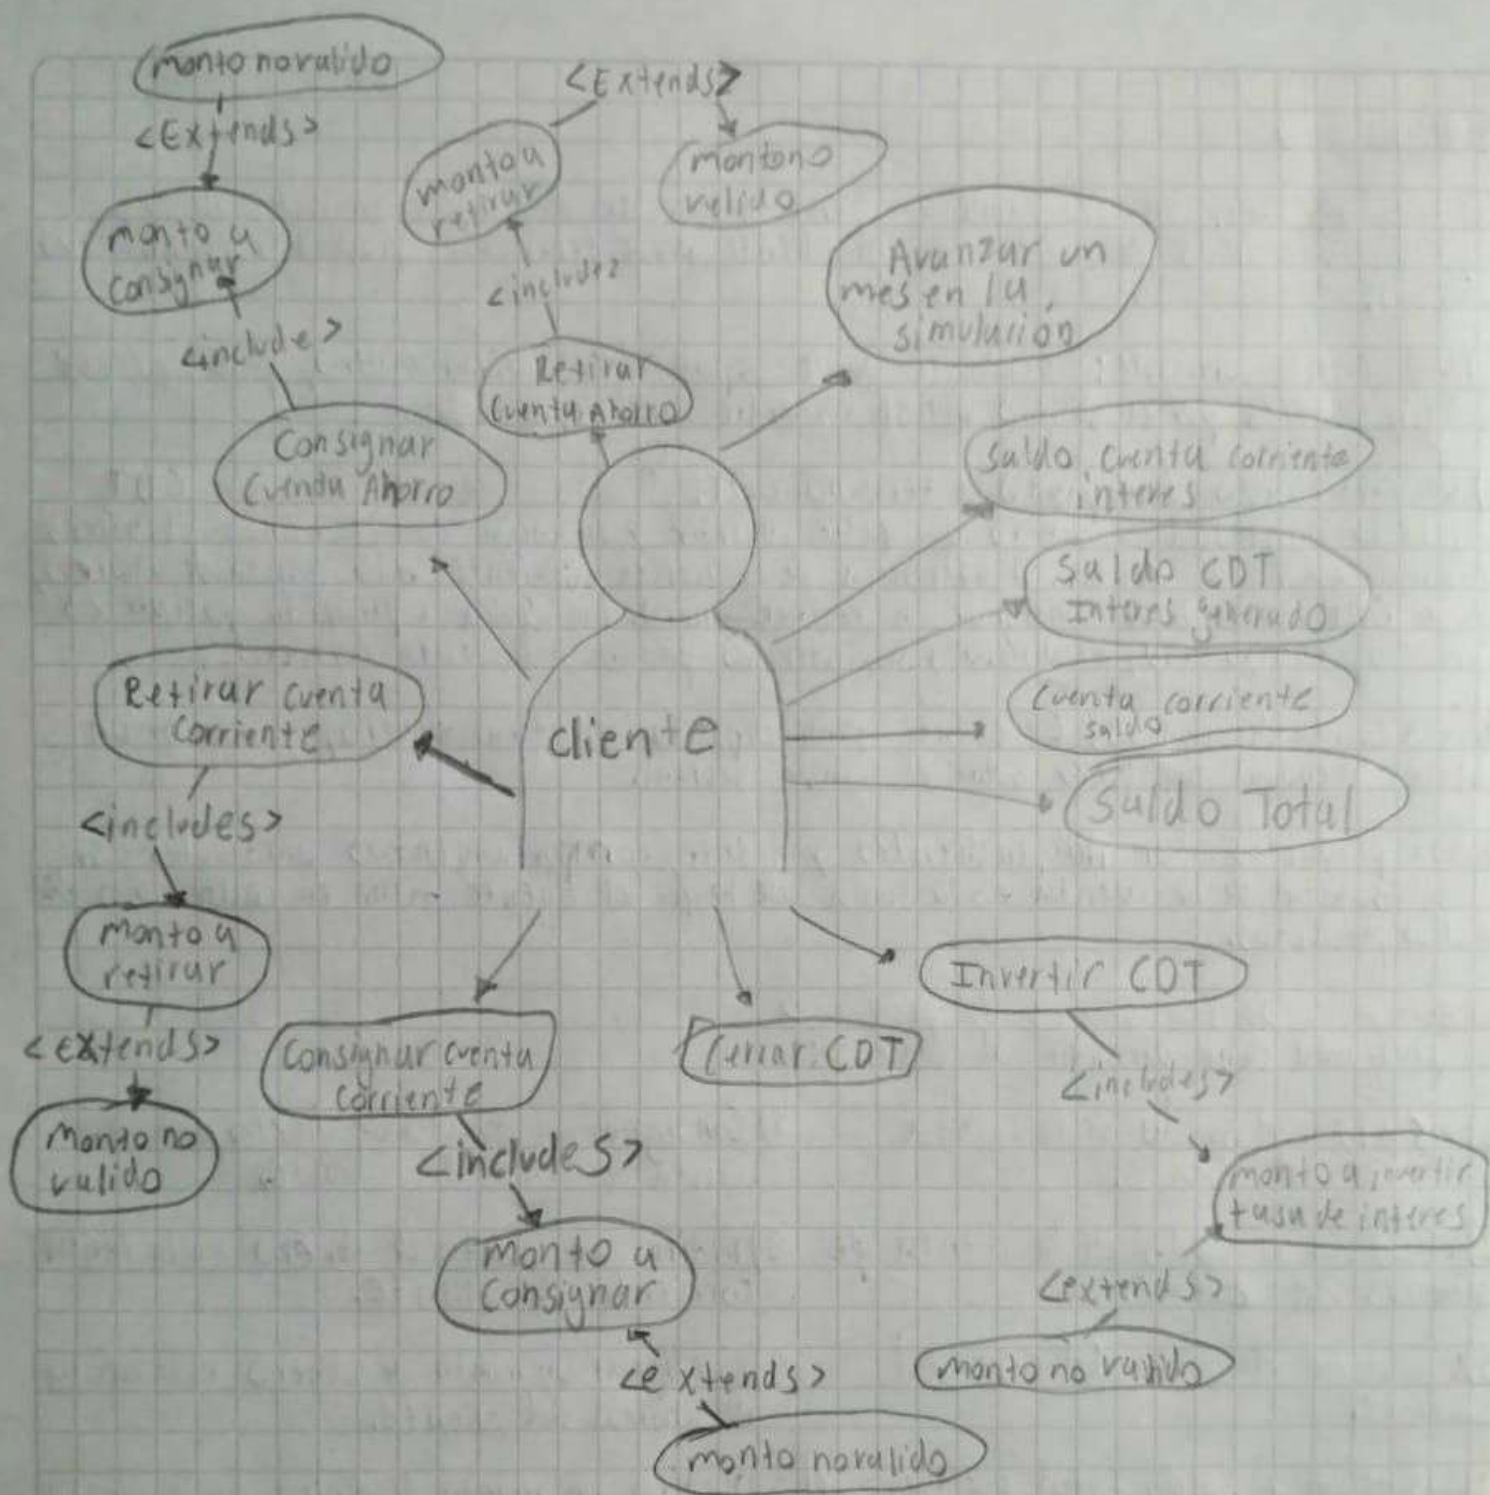 monto no valido
<Extends>
monto a
consignar
<include>
Consignar
Cuenta Ahorro
<Extends>
monto a
retirar
monto no
valido
<include>
Retirar
Cuenta Ahorro
Avanzar un
mes en la
simulación
Saldo cuenta corriente
interes
Saldo CDT
Interes generado
Cuenta corriente
saldo
Saldo Total
cliente
Retirar cuenta
Corriente
<includes>
Monto a
retirar
<extends>
Monto no
valido
Consignar cuenta
Corriente
<includes>
monto a
Consignar
<extends>
monto no valido
Cerrar CDT
Invertir CDT
<includes>
monto a invertir
tasa de interes
<extends>
monto no valido